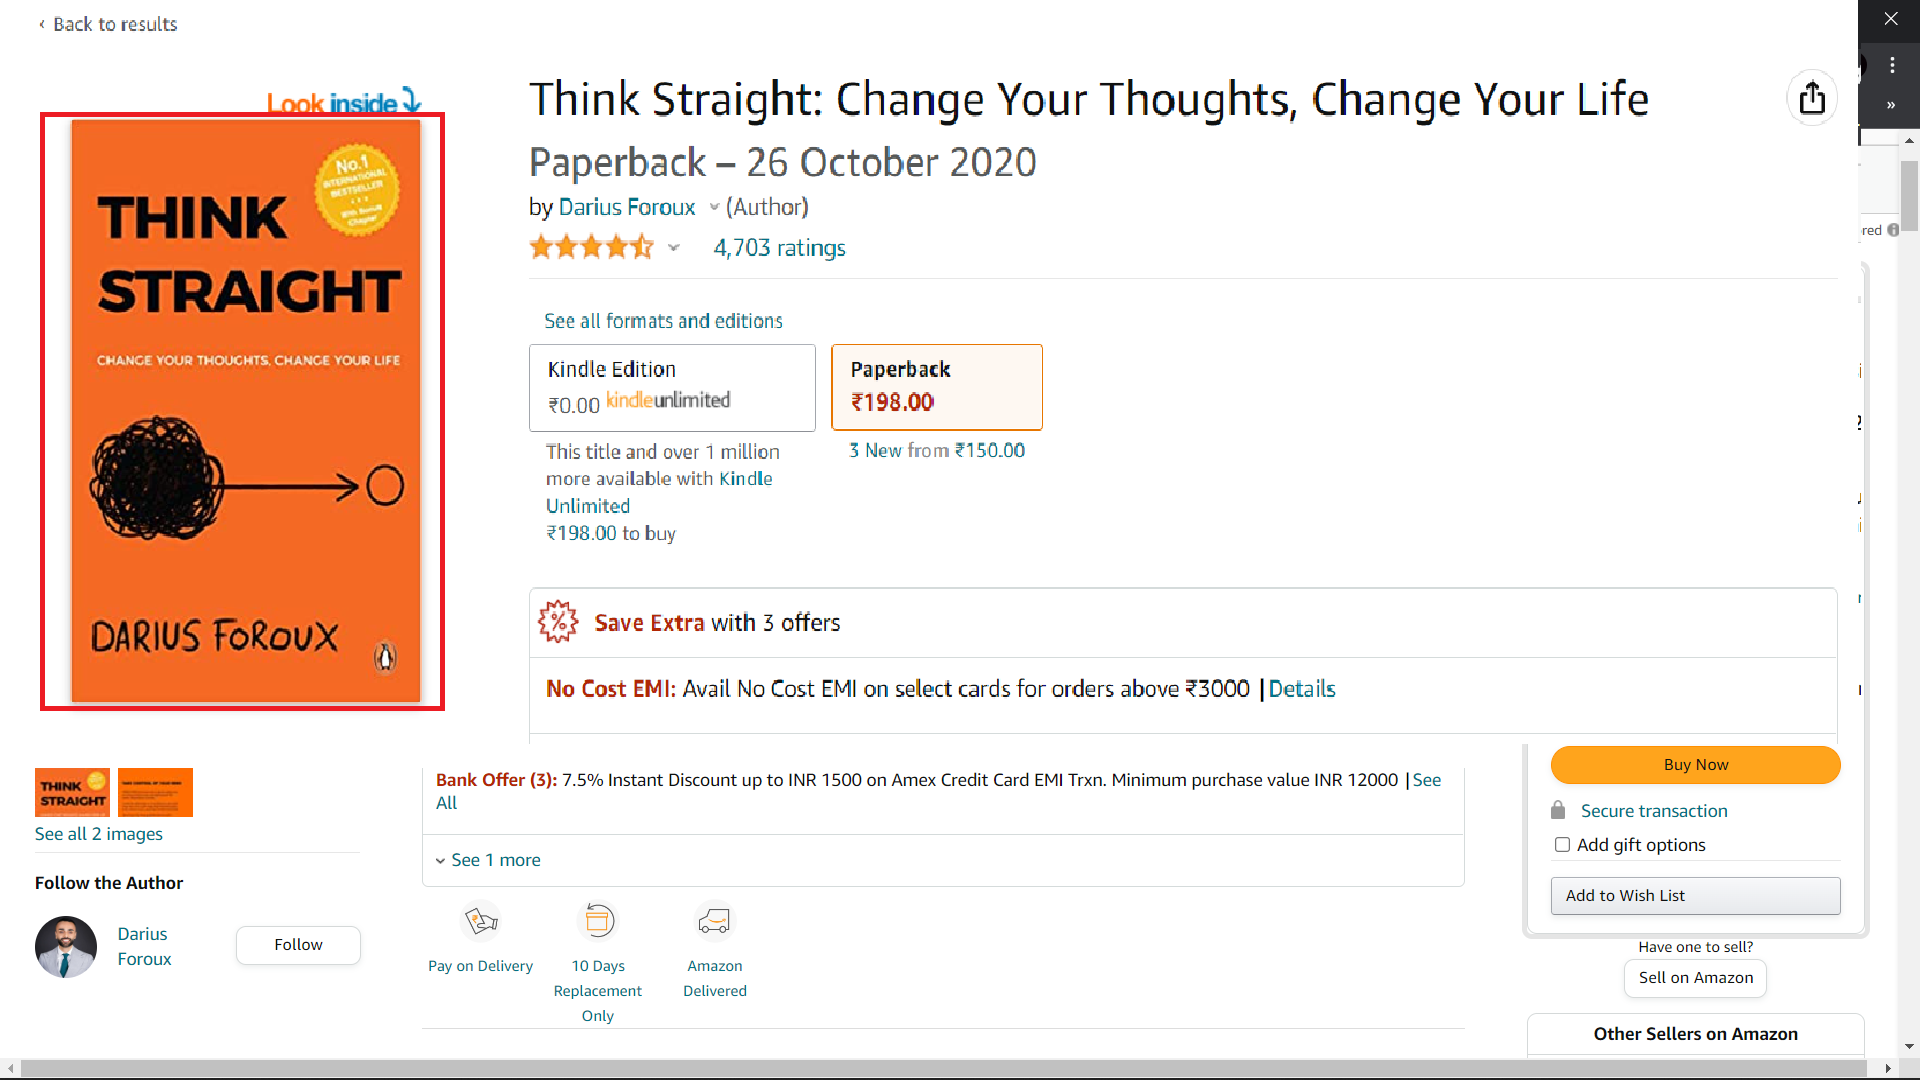 ‹ Back to results
Look inside
No.1
INTERNATIONAL
BESTSELLER
With Bonus
Chapter
THINK
STRAIGHT
CHANGE YOUR THOUGHTS, CHANGE YOUR LIFE
DARIUS FOROUX
Think Straight: Change Your Thoughts, Change Your Life
Paperback – 26 October 2020
by Darius Foroux (Author)
4,703 ratings
See all formats and editions
Kindle Edition
₹0.00 kindleunlimited
This title and over 1 million
more available with Kindle
Unlimited
₹198.00 to buy
Paperback
₹198.00
3 New from ₹150.00
Save Extra with 3 offers
No Cost EMI: Avail No Cost EMI on select cards for orders above ₹3000 |Details
Bank Offer (3): 7.5% Instant Discount up to INR 1500 on Amex Credit Card EMI Trxn. Minimum purchase value INR 12000 |See
All
See 1 more
Pay on Delivery
10 Days
Replacement
Only
Amazon
Delivered
THINK
STRAIGHT
See all 2 images
Follow the Author
Darius
Foroux
Follow
Buy Now
Secure transaction
Add gift options
Add to Wish List
Have one to sell?
Sell on Amazon
Other Sellers on Amazon